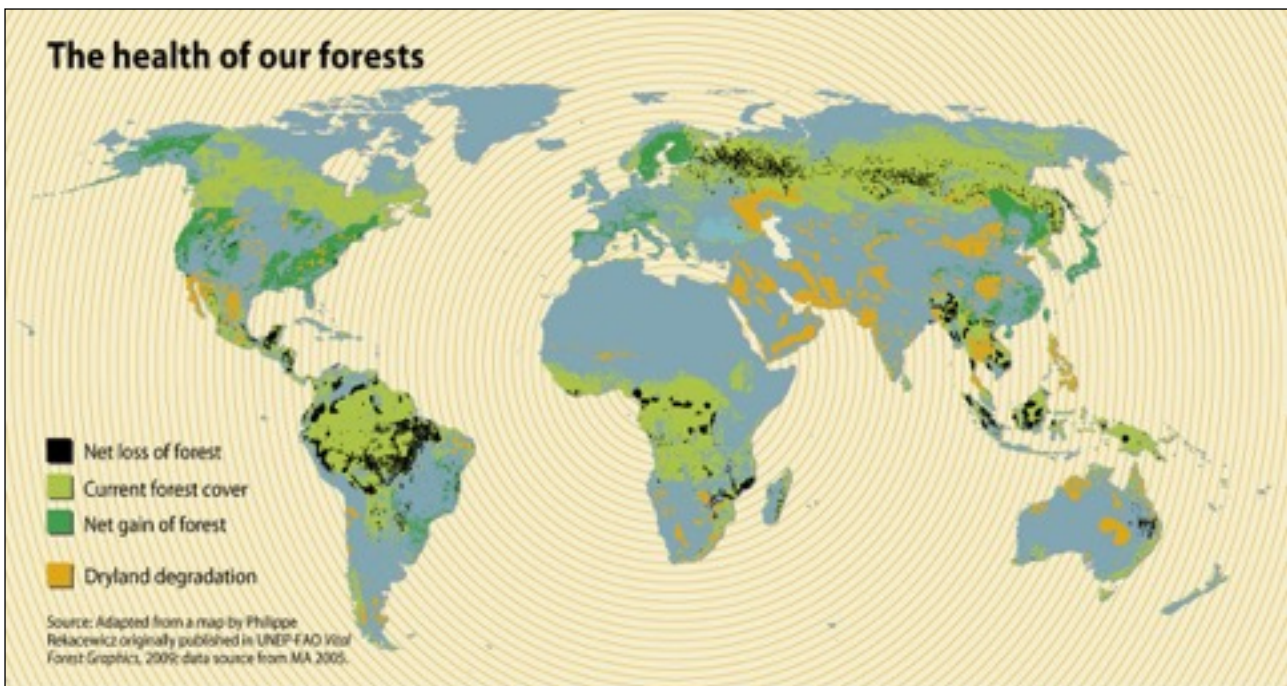 The health of our forests
Net loss of forest
Current forest cover
Net gain of forest
Dryland degradation
Source: Adapted from a map by Philippe
Rekacewicz originally published in UNEP-FAO Vital
Forest Graphics, 2009; data source from MA 2005.